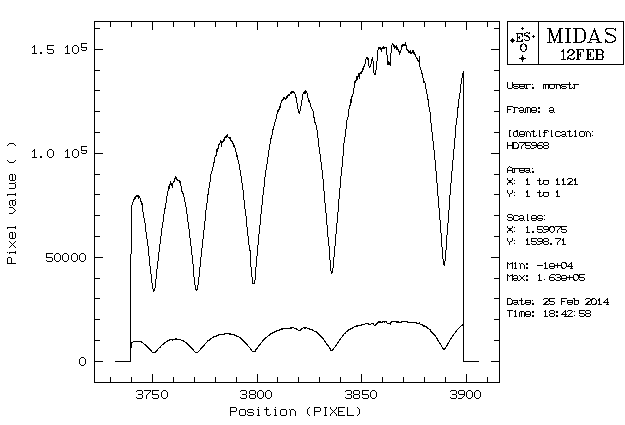 1.5 10⁵
1.0 10⁵
50000
0
Pixel value ( )
3750 3800 3850 3900
Position (PIXEL)
ES
O
MIDAS
12FEB
User: monstr
Frame: a
Identification:
HD75968
Area:
X: 1 to 1121
Y: 1 to 1
Scales:
X: 1.59075
Y: 1598.71
Min: -1e+04
Max: 1.63e+05
Date: 25 Feb 2014
Time: 18:42:58